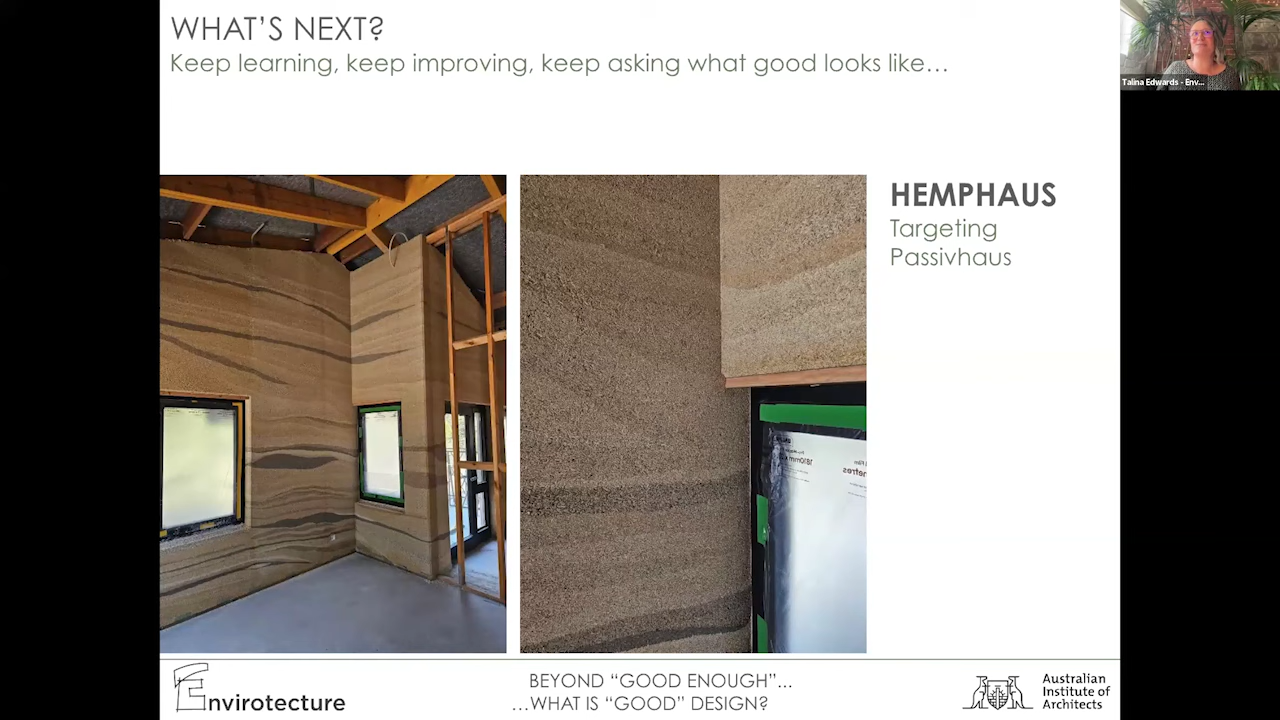 WHAT'S NEXT?
Keep learning, keep improving, keep asking what good looks like...
Talina Edwards - Env...
HEMPHAUS
Targeting
Passivhaus
1810mm x
Envirotecture
BEYOND “GOOD ENOUGH”...
...WHAT IS “GOOD” DESIGN?
Australian
Institute of
Architects